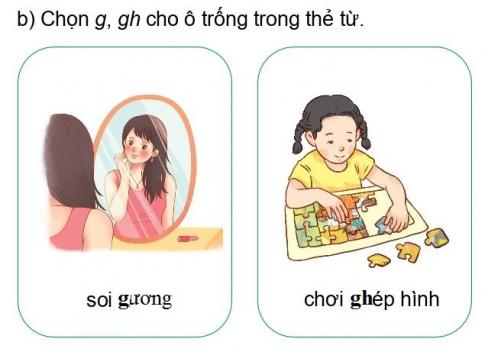 b) Chọn g, gh cho ô trống trong thẻ từ.
soi gương
chơi ghép hình